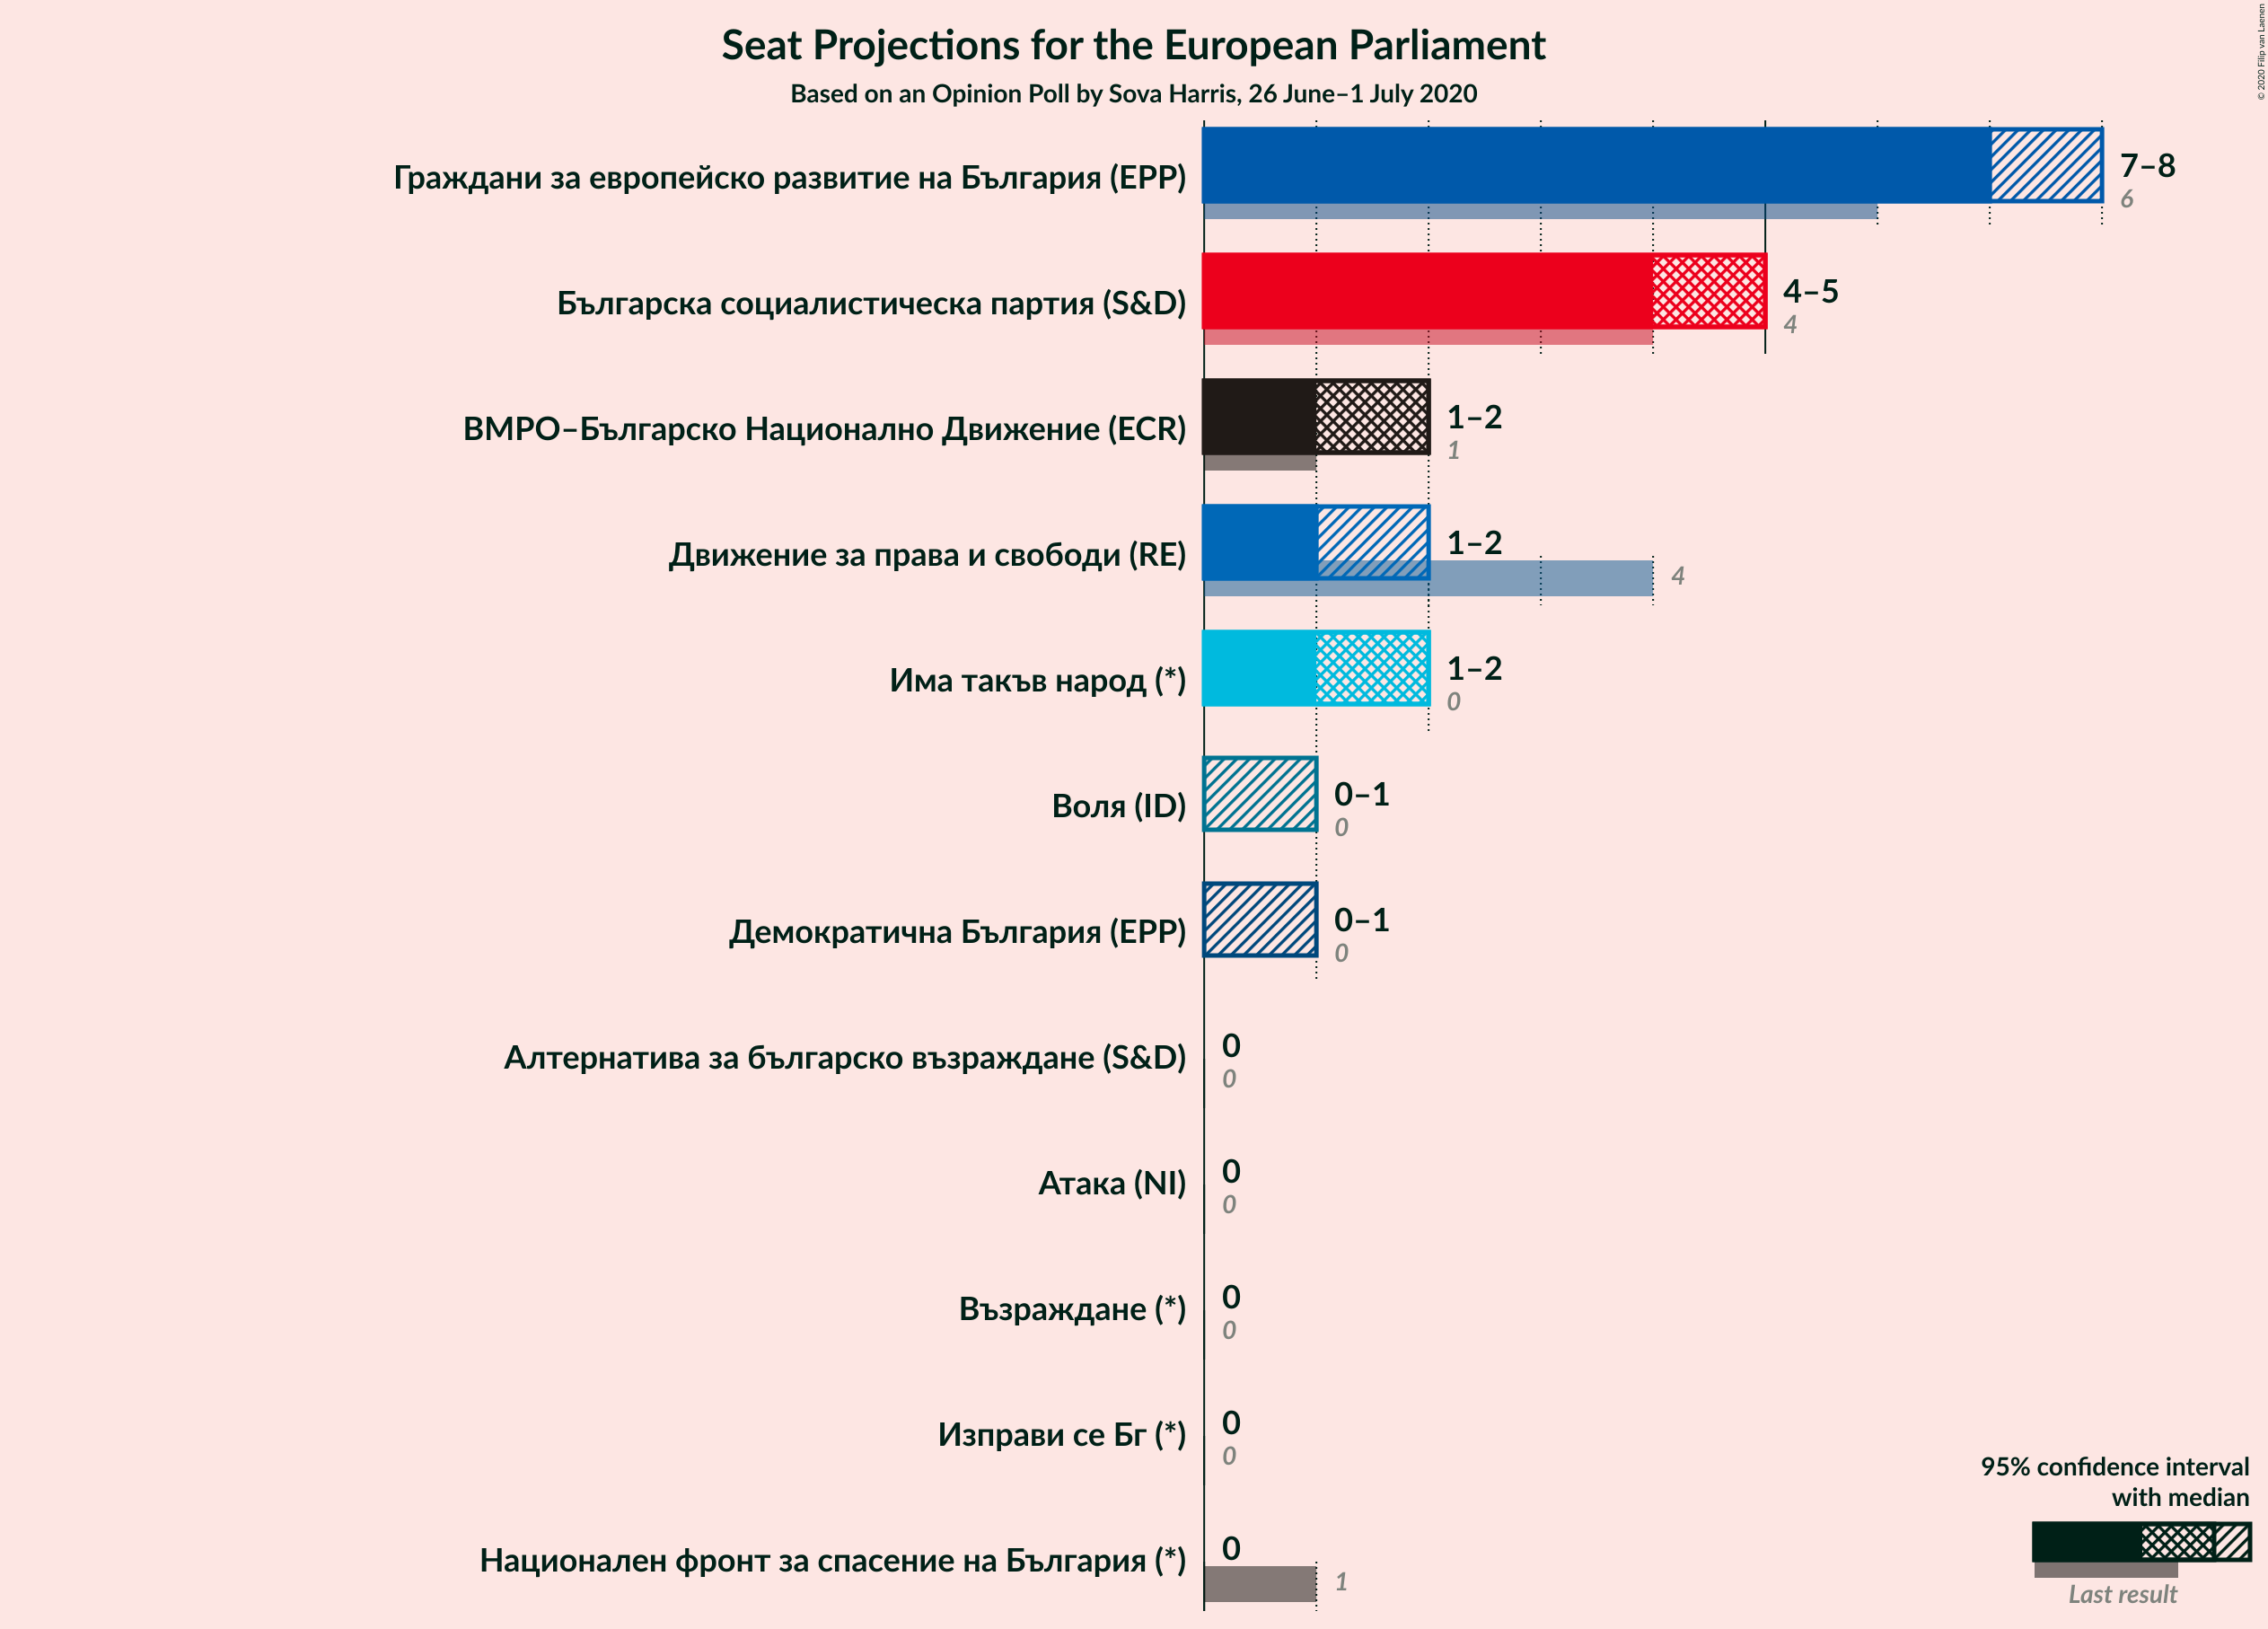 Seat Projections for the European Parliament
Based on an Opinion Poll by Sova Harris, 26 June–1 July 2020
© 2020 Filip van Laenen
Граждани за европейско развитие на България (EPP)
7–8
6
Българска социалистическа партия (S&D)
4–5
4
ВМРО–Българско Национално Движение (ECR)
1–2
1
Движение за права и свободи (RE)
1–2
4
Има такъв народ (*)
1–2
0
Воля (ID)
0–1
0
Демократична България (EPP)
0–1
0
Алтернатива за българско възраждане (S&D)
0
0
Атака (NI)
0
0
Възраждане (*)
0
0
Изправи се Бг (*)
0
0
Национален фронт за спасение на България (*)
0
1
95% confidence interval
with median
Last result